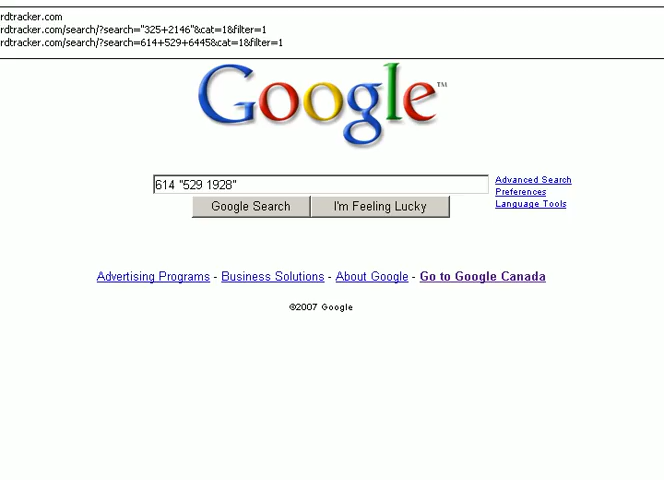 rdtracker.com
rdtracker.com/search/?search="325+2146"&cat=1&filter=1
rdtracker.com/search/?search=614+529+6445&cat=1&filter=1
Google™
614 "529 1928"
Advanced Search
Preferences
Language Tools
Google Search I'm Feeling Lucky
Advertising Programs - Business Solutions - About Google - Go to Google Canada
©2007 Google